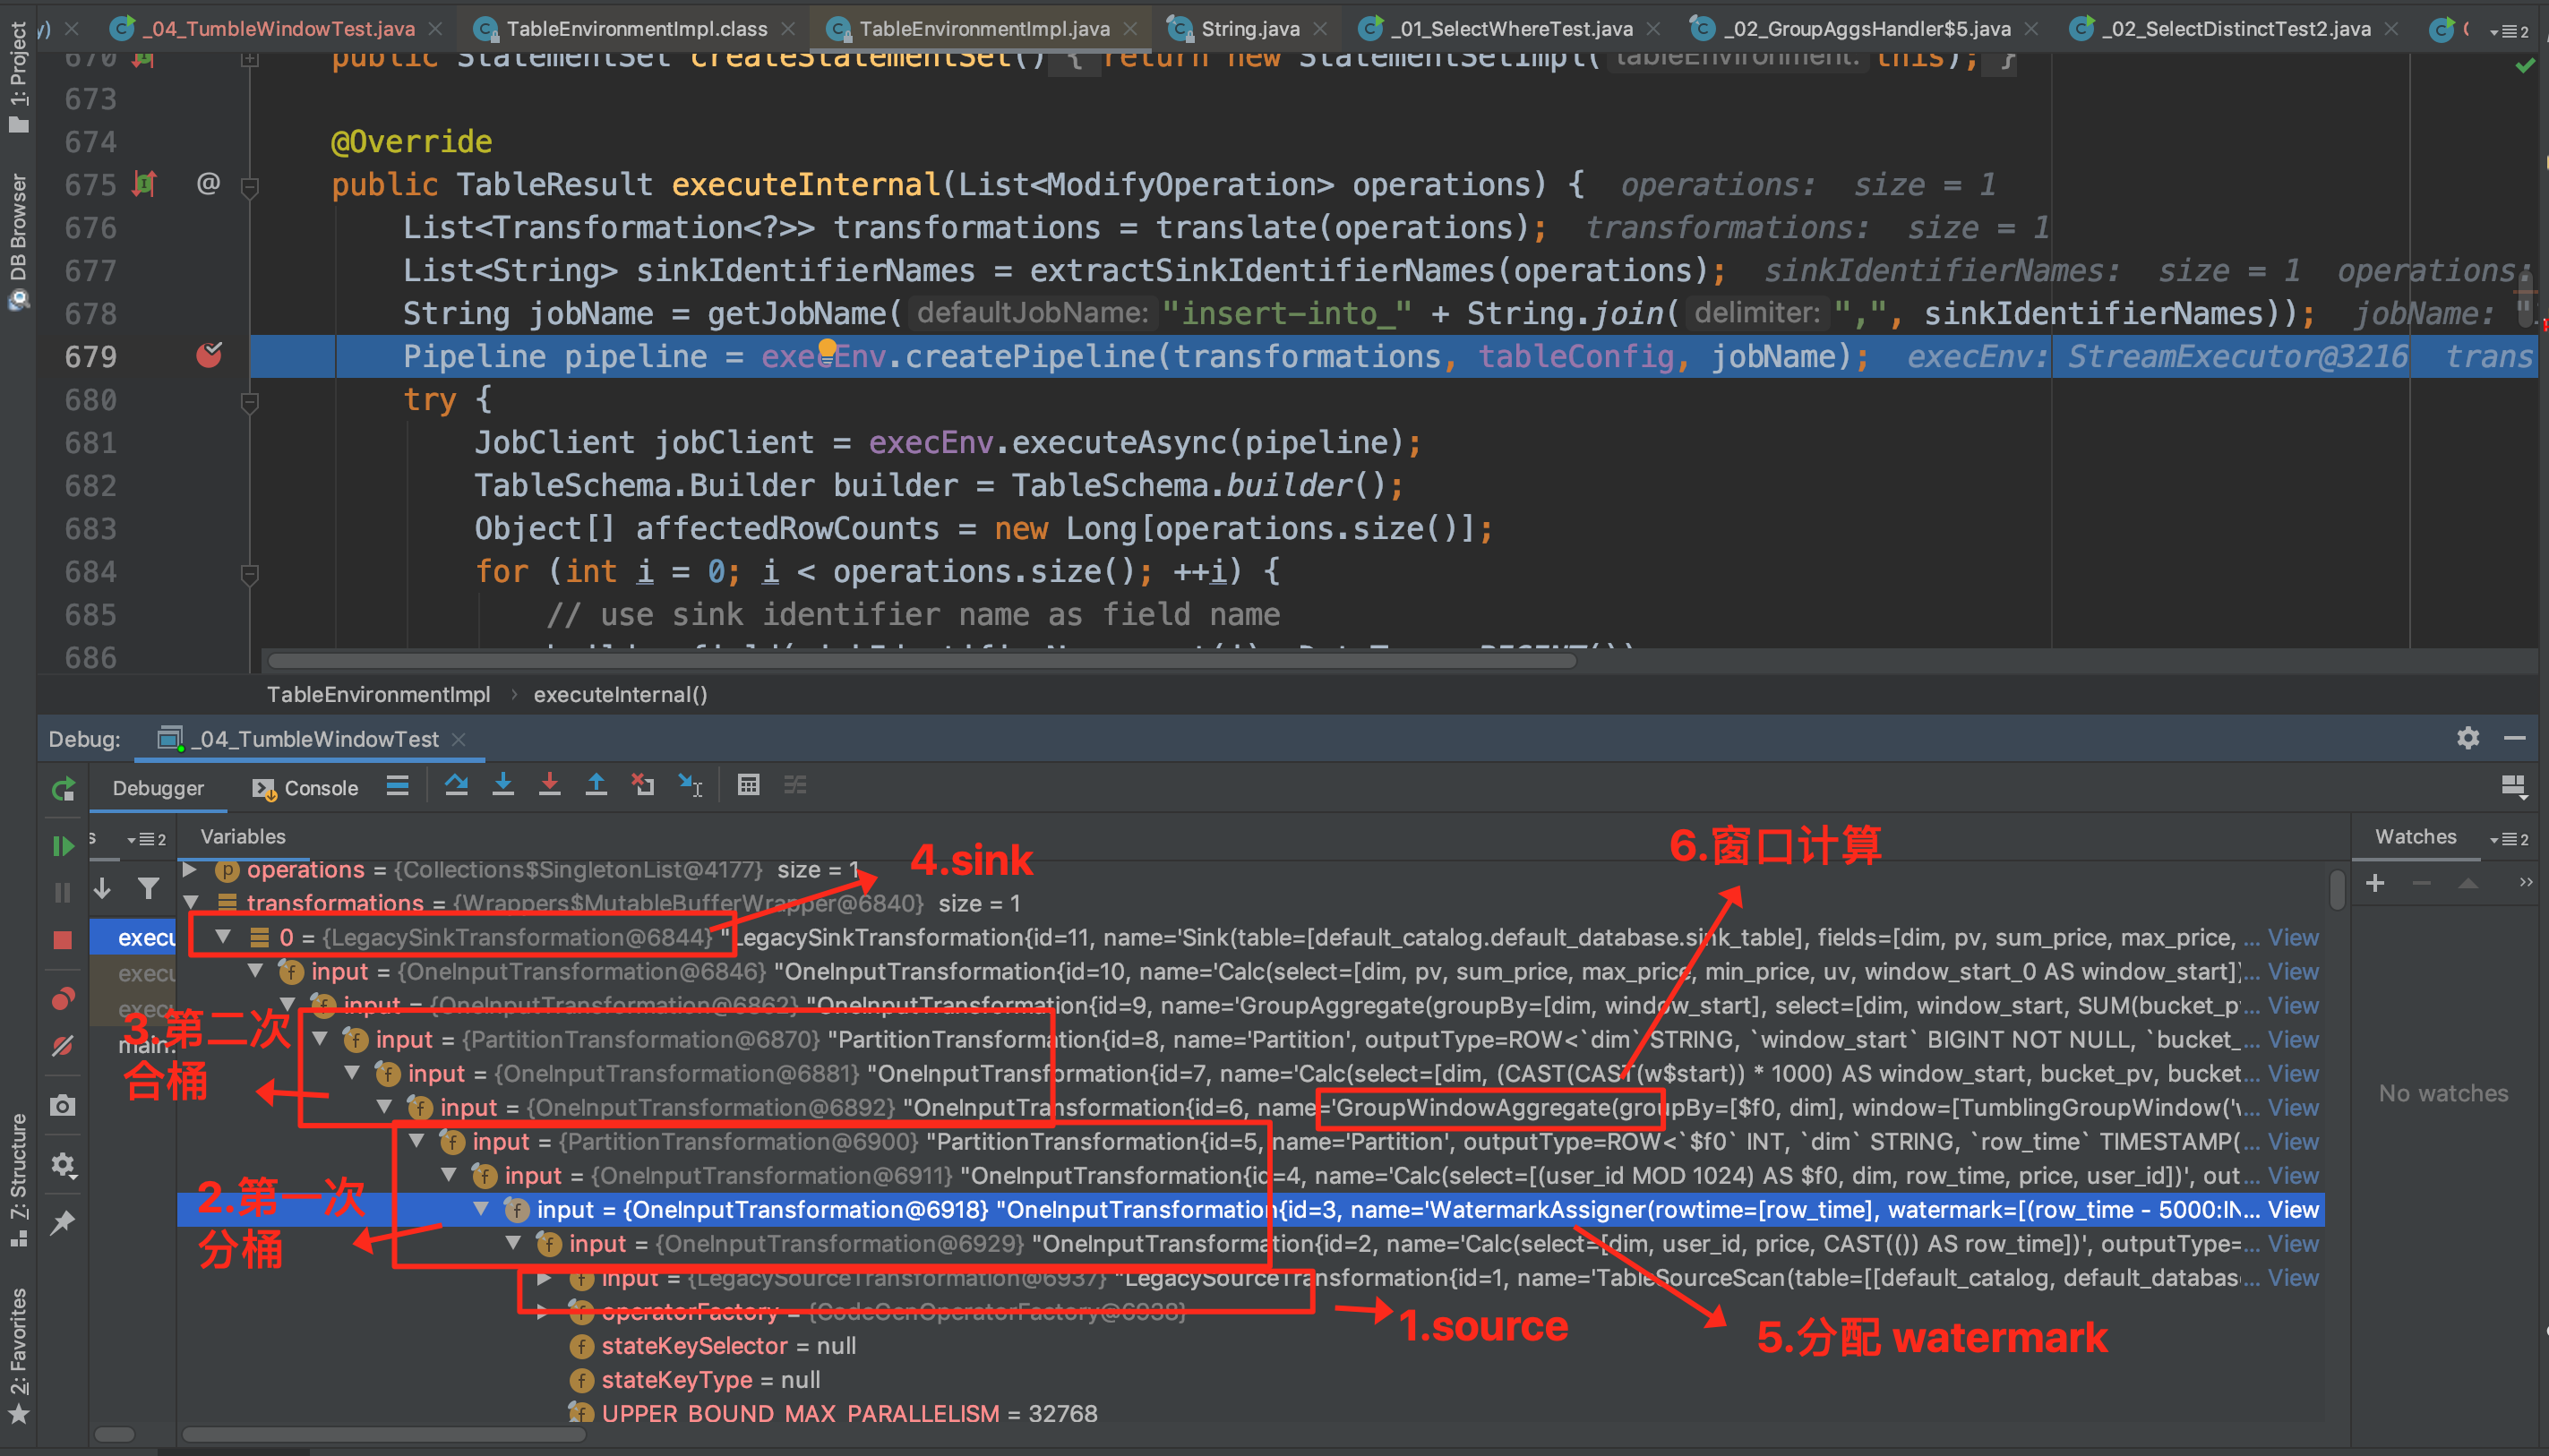 y)
_04_TumbleWindowTest.java
TableEnvironmentImpl.class
TableEnvironmentImpl.java
String.java
_01_SelectWhereTest.java
_02_GroupAggsHandler$5.java
_02_SelectDistinctTest2.java
1: Project
DB Browser
7: Structure
2: Favorites
670 public StatementSet createStatementSet() { return new StatementSetImpl( tableEnvironment: this); }
673
674 @Override
675 @ public TableResult executeInternal(List<ModifyOperation> operations) { operations: size = 1
676 List<Transformation<?>> transformations = translate(operations); transformations: size = 1
677 List<String> sinkIdentifierNames = extractSinkIdentifierNames(operations); sinkIdentifierNames: size = 1 operations:
678 String jobName = getJobName( defaultJobName: "insert-into_" + String.join( delimiter: ",", sinkIdentifierNames)); jobName: "
679 Pipeline pipeline = execEnv.createPipeline(transformations, tableConfig, jobName); execEnv: StreamExecutor@3216 trans
680 try {
681 JobClient jobClient = execEnv.executeAsync(pipeline);
682 TableSchema.Builder builder = TableSchema.builder();
683 Object[] affectedRowCounts = new Long[operations.size()];
684 for (int i = 0; i < operations.size(); ++i) {
685 // use sink identifier name as field name
686
TableEnvironmentImpl › executeInternal()
Debug: _04_TumbleWindowTest
Debugger Console
Variables
Watches
No watches
execu
execu
execu
main:
operations = {Collections$SingletonList@4177} size = 1
transformations = {Wrappers$MutableBufferWrapper@6840} size = 1
0 = {LegacySinkTransformation@6844} "LegacySinkTransformation{id=11, name='Sink(table=[default_catalog.default_database.sink_table], fields=[dim, pv, sum_price, max_price, ... View
input = {OneInputTransformation@6846} "OneInputTransformation{id=10, name='Calc(select=[dim, pv, sum_price, max_price, min_price, uv, window_start_0 AS window_start])... View
input = {OneInputTransformation@6862} "OneInputTransformation{id=9, name='GroupAggregate(groupBy=[dim, window_start], select=[dim, window_start, SUM(bucket_pv... View
input = {PartitionTransformation@6870} "PartitionTransformation{id=8, name='Partition', outputType=ROW<`dim` STRING, `window_start` BIGINT NOT NULL, `bucket_... View
input = {OneInputTransformation@6881} "OneInputTransformation{id=7, name='Calc(select=[dim, (CAST(CAST(w$start)) * 1000) AS window_start, bucket_pv, bucket... View
input = {OneInputTransformation@6892} "OneInputTransformation{id=6, name='GroupWindowAggregate(groupBy=[$f0, dim], window=[TumblingGroupWindow('w... View
input = {PartitionTransformation@6900} "PartitionTransformation{id=5, name='Partition', outputType=ROW<`$f0` INT, `dim` STRING, `row_time` TIMESTAMP(... View
input = {OneInputTransformation@6911} "OneInputTransformation{id=4, name='Calc(select=[(user_id MOD 1024) AS $f0, dim, row_time, price, user_id])', out... View
input = {OneInputTransformation@6918} "OneInputTransformation{id=3, name='WatermarkAssigner(rowtime=[row_time], watermark=[(row_time - 5000:IN... View
input = {OneInputTransformation@6929} "OneInputTransformation{id=2, name='Calc(select=[dim, user_id, price, CAST(()) AS row_time])', outputType=... View
input = {LegacySourceTransformation@6937} "LegacySourceTransformation{id=1, name='TableSourceScan(table=[[default_catalog, default_databas... View
operatorFactory = {CodeGenOperatorFactory@6938}
stateKeySelector = null
stateKeyType = null
UPPER_BOUND_MAX_PARALLELISM = 32768
4.sink
6.窗口计算
3.第二次
合桶
2.第一次
分桶
1.source
5.分配 watermark